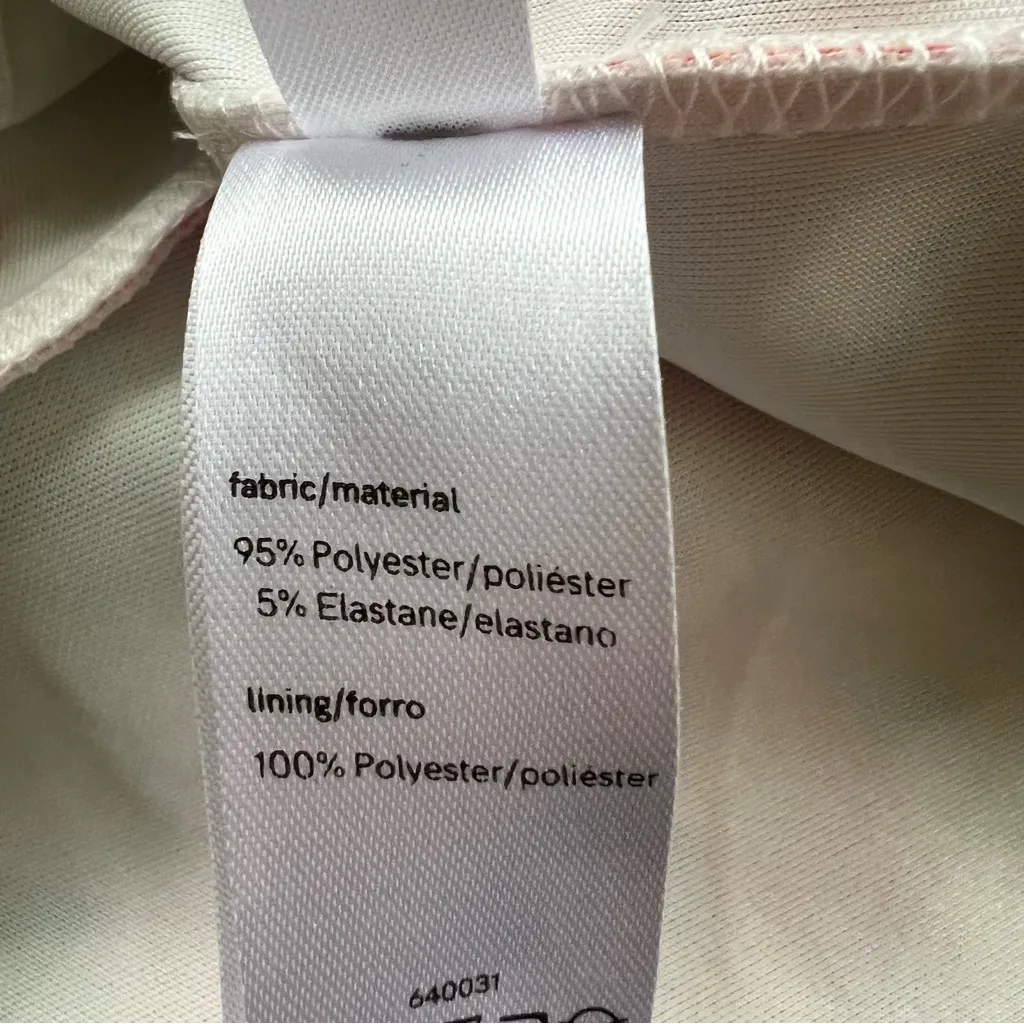 fabric/material
95% Polyester/poliéster
5% Elastane/elastano
lining/forro
100% Polyester/poliéster
640031